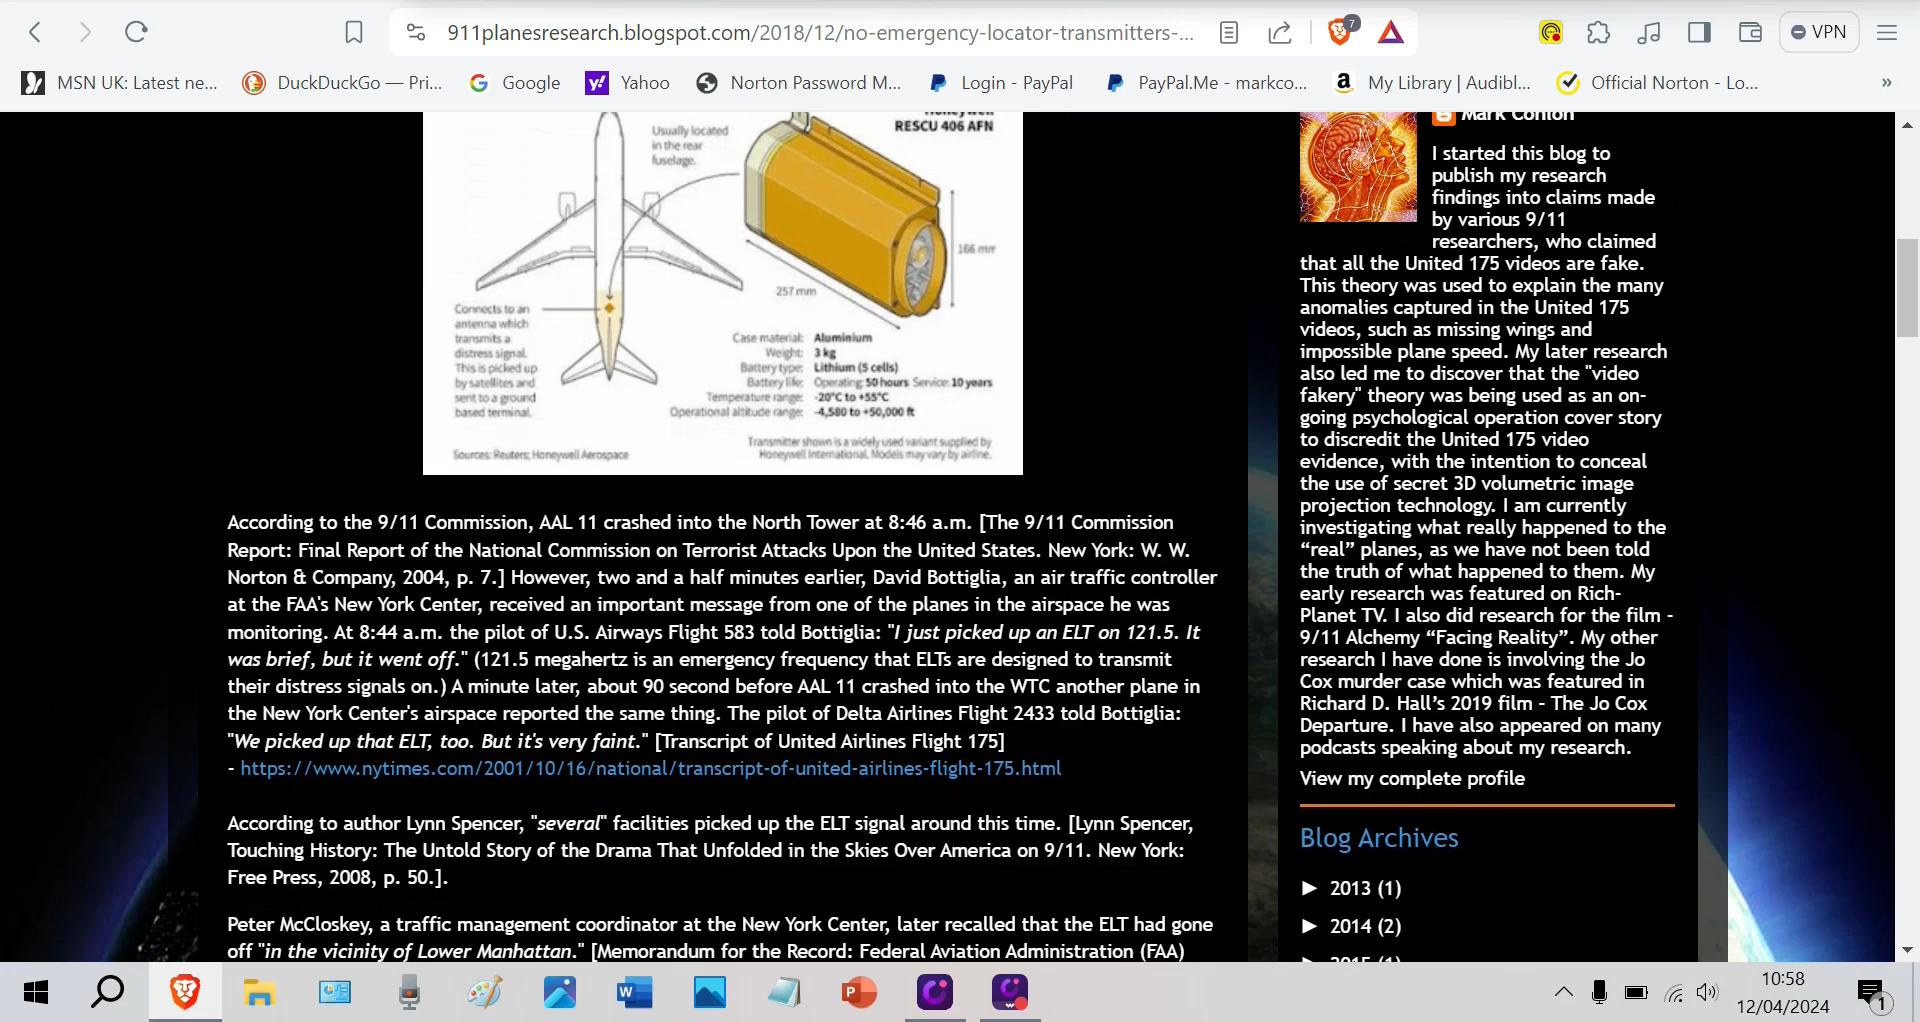 911planesresearch.blogspot.com/2018/12/no-emergency-locator-transmitters-...
7
VPN
MSN UK: Latest ne...
DuckDuckGo — Pri...
Google
Yahoo
Norton Password M...
Login - PayPal
PayPal.Me - markco...
My Library | Audibl...
Official Norton - Lo...
»
Honeywell
RESCU 406 AFN
Usually located
in the rear
fuselage.
166 mm
257 mm
Connects to an
antenna which
transmits a
distress signal.
This is picked up
by satellites and
sent to a ground
based terminal.
Case material: Aluminium
Weight: 3 kg
Battery type: Lithium (5 cells)
Battery life: Operating: 50 hours Service: 10 years
Temperature range: -20°C to +55°C
Operational altitude range: -4,580 to +50,000 ft
Sources: Reuters; Honeywell Aerospace
Transmitter shown is a widely used variant supplied by
Honeywell International. Models may vary by airline.
According to the 9/11 Commission, AAL 11 crashed into the North Tower at 8:46 a.m. [The 9/11 Commission
Report: Final Report of the National Commission on Terrorist Attacks Upon the United States. New York: W. W.
Norton & Company, 2004, p. 7.] However, two and a half minutes earlier, David Bottiglia, an air traffic controller
at the FAA's New York Center, received an important message from one of the planes in the airspace he was
monitoring. At 8:44 a.m. the pilot of U.S. Airways Flight 583 told Bottiglia: "I just picked up an ELT on 121.5. It
was brief, but it went off." (121.5 megahertz is an emergency frequency that ELTs are designed to transmit
their distress signals on.) A minute later, about 90 second before AAL 11 crashed into the WTC another plane in
the New York Center's airspace reported the same thing. The pilot of Delta Airlines Flight 2433 told Bottiglia:
"We picked up that ELT, too. But it's very faint." [Transcript of United Airlines Flight 175]
- https://www.nytimes.com/2001/10/16/national/transcript-of-united-airlines-flight-175.html
According to author Lynn Spencer, "several" facilities picked up the ELT signal around this time. [Lynn Spencer,
Touching History: The Untold Story of the Drama That Unfolded in the Skies Over America on 9/11. New York:
Free Press, 2008, p. 50.].
Peter McCloskey, a traffic management coordinator at the New York Center, later recalled that the ELT had gone
off "in the vicinity of Lower Manhattan." [Memorandum for the Record: Federal Aviation Administration (FAA)
Mark Conlon
I started this blog to
publish my research
findings into claims made
by various 9/11
researchers, who claimed
that all the United 175 videos are fake.
This theory was used to explain the many
anomalies captured in the United 175
videos, such as missing wings and
impossible plane speed. My later research
also led me to discover that the "video
fakery" theory was being used as an on-
going psychological operation cover story
to discredit the United 175 video
evidence, with the intention to conceal
the use of secret 3D volumetric image
projection technology. I am currently
investigating what really happened to the
“real” planes, as we have not been told
the truth of what happened to them. My
early research was featured on Rich-
Planet TV. I also did research for the film -
9/11 Alchemy “Facing Reality”. My other
research I have done is involving the Jo
Cox murder case which was featured in
Richard D. Hall’s 2019 film - The Jo Cox
Departure. I have also appeared on many
podcasts speaking about my research.
View my complete profile
Blog Archives
► 2013 (1)
► 2014 (2)
► 2015 (1)
10:58
12/04/2024
1